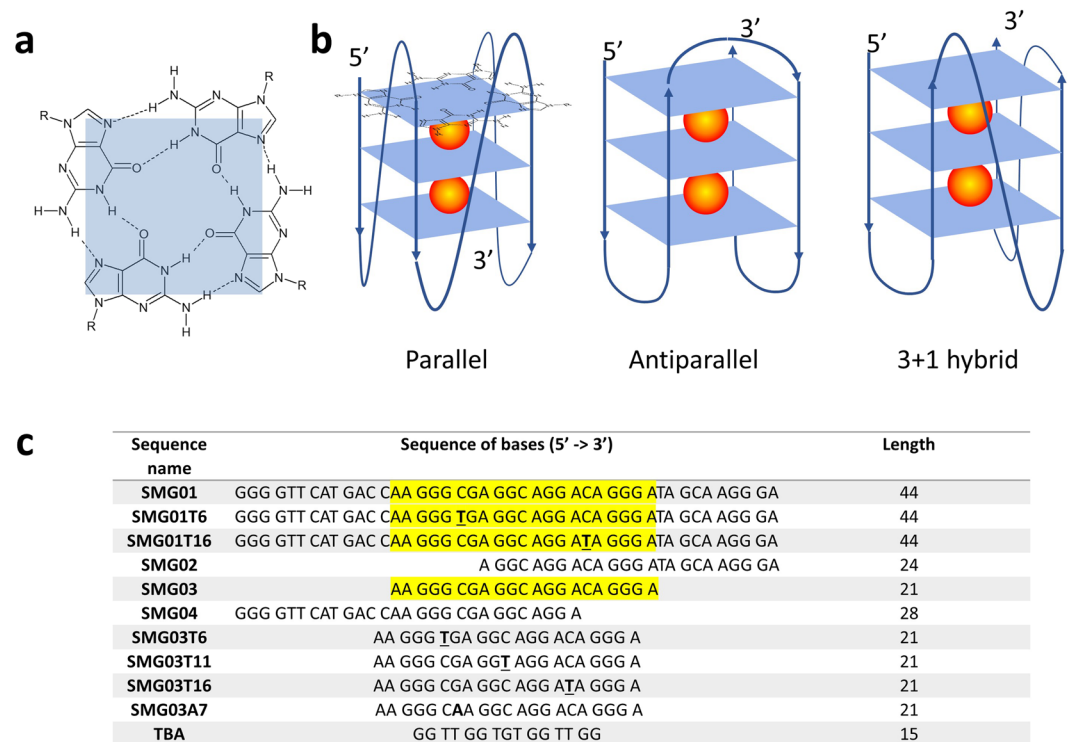 a
b
5’
3’
5’
3’
5’
3’
H
N
H
N
N
R
R
N
N
H
N
N
H
N
O
O
H
N
N
H
H
N
H
H
N
H
N
H
O
O
N
N
N
N
H
H
N
R
N
N
N
H
R
H
Parallel
Antiparallel
3+1 hybrid
c
Sequence name
Sequence of bases (5’ -> 3’)
Length
SMG01 GGG GTT CAT GAC CAA GGG CGA GGC AGG ACA GGG ATA GCA AGG GA 44
SMG01T6 GGG GTT CAT GAC CAA GGG TGA GGC AGG ACA GGG ATA GCA AGG GA 44
SMG01T16 GGG GTT CAT GAC CAA GGG CGA GGC AGG ATA GGG ATA GCA AGG GA 44
SMG02 A GGC AGG ACA GGG ATA GCA AGG GA 24
SMG03 AA GGG CGA GGC AGG ACA GGG A 21
SMG04 GGG GTT CAT GACC AA GGG CGA GGC AGG A 28
SMG03T6 AA GGG TGA GGC AGG ACA GGG A 21
SMG03T11 AA GGG CGA GGT AGG ACA GGG A 21
SMG03T16 AA GGG CGA GGC AGG ATA GGG A 21
SMG03A7 AA GGG CAA GGC AGG ACA GGG A 21
TBA GG TT GG TGT GG TT GG 15